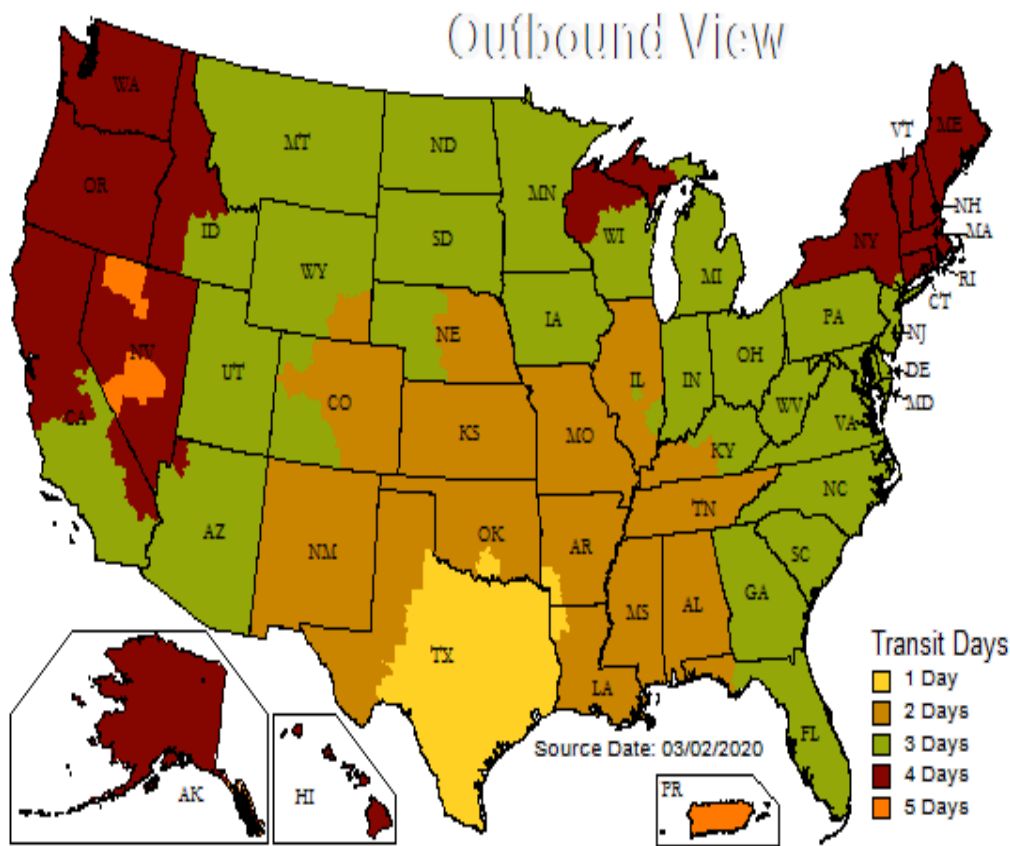 Outbound View
WA
MT
ND
MN
VT
ME
OR
ID
SD
WI
NH
MA
NY
WY
MI
RI
CT
IA
PA
NE
NV
UT
OH
NJ
IL
IN
DE
CO
WV
MD
CA
KS
MO
KY
VA
NC
TN
AZ
OK
NM
AR
SC
MS
AL
GA
TX
LA
FL
Transit Days
1 Day
2 Days
3 Days
4 Days
5 Days
Source Date: 03/02/2020
AK
HI
PR